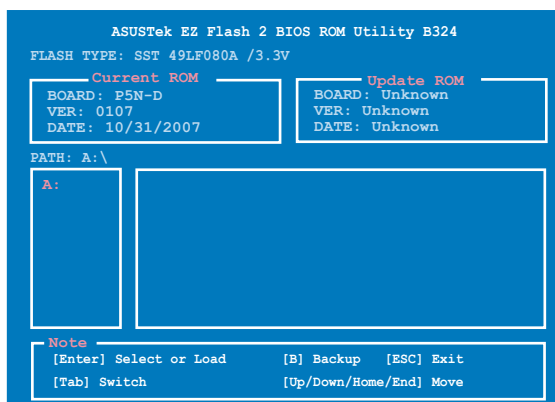 ASUSTek EZ Flash 2 BIOS ROM Utility B324
FLASH TYPE: SST 49LF080A /3.3V
Current ROM
BOARD: P5N-D
VER: 0107
DATE: 10/31/2007
Update ROM
BOARD: Unknown
VER: Unknown
DATE: Unknown
PATH: A:\
A:
Note
[Enter] Select or Load [B] Backup [ESC] Exit
[Tab] Switch [Up/Down/Home/End] Move